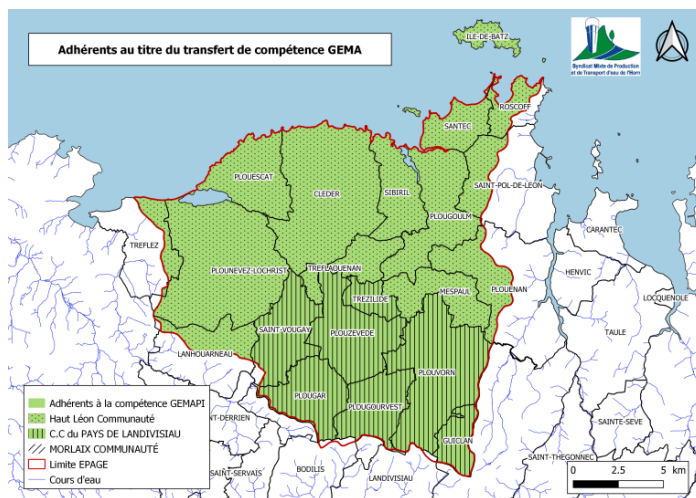 Adhérents au titre du transfert de compétence GEMA
Syndicat Mixte de Production
et de Transport d'eau de l'Horn
ILE-DE-BATZ
ROSCOFF
SANTEC
PLOUESCAT
CLEDER
SIBIRIL
SAINT-POL-DE-LEON
PLOUGOULM
CARANTEC
TREFLEZ
HENVIC
PLOUNEVEZ-LOCHRIST
TREFLAOUENAN
MESPAUL
PLOUENAN
LOCQUENOLE
TREZILIDE
SAINT-VOUGAY
PLOUZEVEDE
TAULE
LANHOUARNEAU
PLOUVORN
PLOUGAR
PLOUGOURVEST
NT-DERRIEN
SAINTE-SEVE
GUICLAN
SAINT-THEGONNEC
SAINT-SERVAIS
BODILIS
LANDIVISIAU
Adhérents à la compétence GEMAPI
Haut Léon Communauté
C.C du PAYS DE LANDIVISIAU
MORLAIX COMMUNAUTÉ
Limite EPAGE
Cours d'eau
0 2.5 5 km